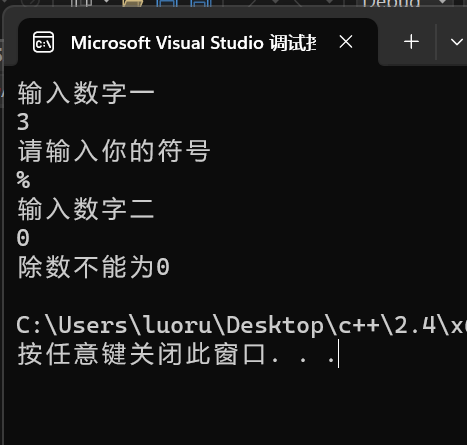 Debug
Microsoft Visual Studio 调试
输入数字一
3
请输入你的符号
%
输入数字二
0
除数不能为0
C:\Users\luoru\Desktop\c++\2.4\x
按任意键关闭此窗口. . .